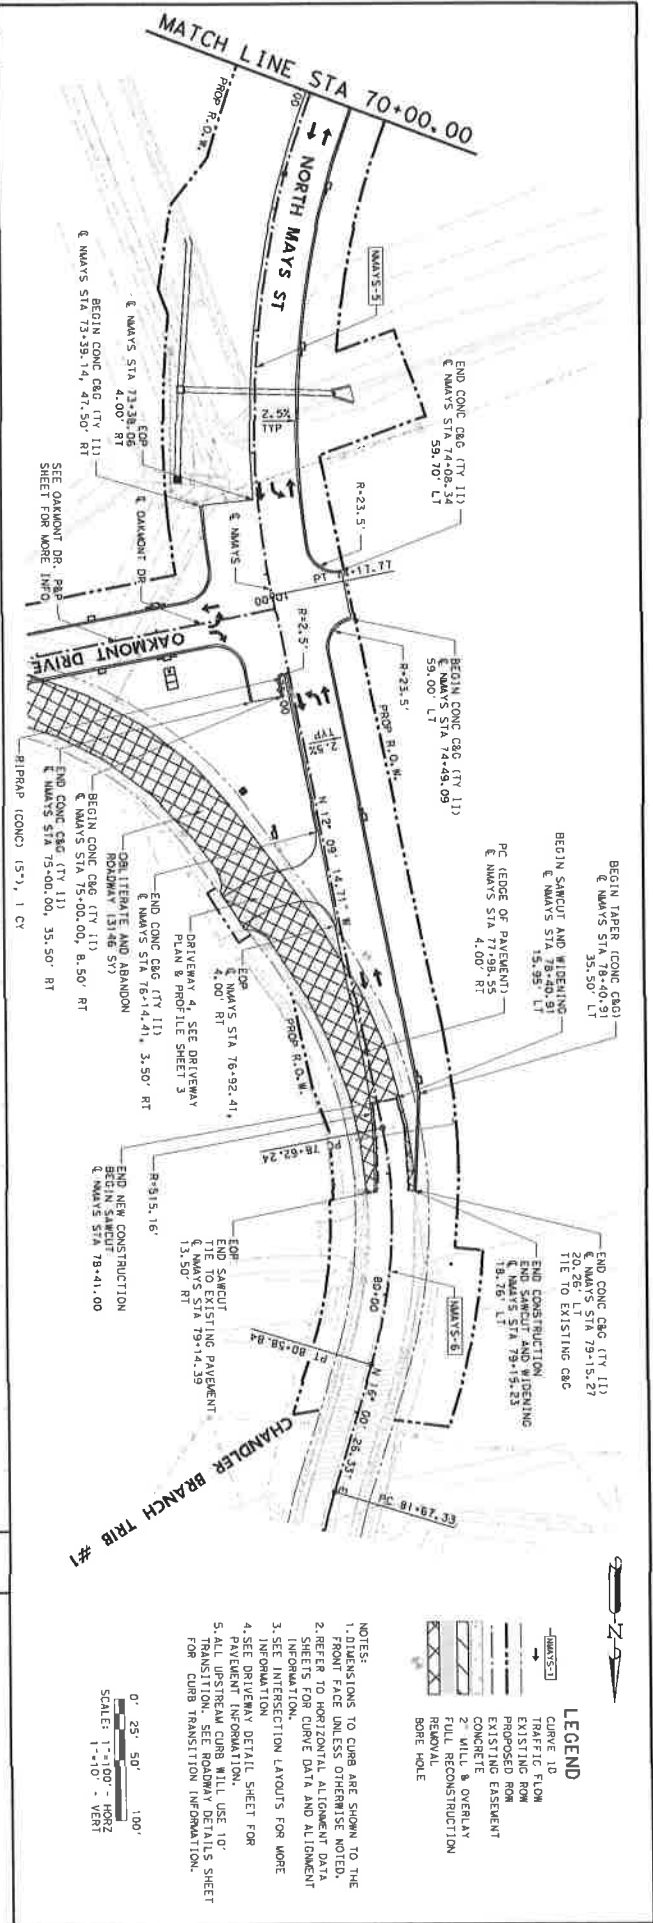 MATCH LINE STA 70+00.00
PROP R.O.W.
00
NORTH MAYS ST
NMAYS-5
END CONC C&G (TY II)
℄ NMAYS STA 74+08.34
59.70' LT
2.5%
TYP
R=23.5'
EOP
℄ NMAYS STA 73+38.06
4.00' RT
BEGIN CONC C&G (TY II)
℄ NMAYS STA 73+39.14, 47.50' RT
℄ OAKMONT DR
℄ NMAYS
SEE OAKMONT DR. P&P
SHEET FOR MORE INFO
OAKMONT DRIVE
10+00
R=2.5'
BEGIN CONC C&G (TY II)
℄ NMAYS STA 74+49.09
59.00' LT
R=23.5'
PROP R.O.W.
2.5%
TYP
N 12° 09' 14.71" W
RIPRAP (CONC) (5"), 1 CY
END CONC C&G (TY II)
℄ NMAYS STA 75+00.00, 35.50' RT
BEGIN CONC C&G (TY II)
℄ NMAYS STA 75+00.00, 8.50' RT
OBLITERATE AND ABANDON
ROADWAY (3146 SY)
END CONC C&G (TY II)
℄ NMAYS STA 76+14.41, 3.50' RT
DRIVEWAY 4, SEE DRIVEWAY
PLAN & PROFILE SHEET 3
EOP
℄ NMAYS STA 76+92.41,
4.00' RT
PROP R.O.W.
PC (EDGE OF PAVEMENT)
℄ NMAYS STA 77+98.55
4.00' RT
BEGIN SAWCUT AND WIDENING
℄ NMAYS STA 78+40.91
15.95' LT
BEGIN TAPER (CONC C&G)
℄ NMAYS STA 78+40.91
35.50' LT
PC 78+62.24
END NEW CONSTRUCTION
BEGIN SAWCUT
℄ NMAYS STA 78+41.00
R=515.16'
EOP
END SAWCUT
TIE TO EXISTING PAVEMENT
℄ NMAYS STA 79+14.39
13.50' RT
END CONC C&G (TY II)
℄ NMAYS STA 79+15.27
20.26' LT
TIE TO EXISTING C&G
END CONSTRUCTION
END SAWCUT AND WIDENING
℄ NMAYS STA 79+15.23
18.76' LT
NMAYS-6
80+00
PT 80+58.84
N 16° 00' 26.33"
PC 81+67.33
CHANDLER BRANCH TRIB #1
N
LEGEND
NMAYS-1
CURVE ID
TRAFFIC FLOW
EXISTING ROW
PROPOSED ROW
EXISTING EASEMENT
CONCRETE
2" MILL & OVERLAY
FULL RECONSTRUCTION
REMOVAL
BORE HOLE
NOTES:
1. DIMENSIONS TO CURB ARE SHOWN TO THE
FRONT FACE UNLESS OTHERWISE NOTED.
2. REFER TO HORIZONTAL ALIGNMENT DATA
SHEETS FOR CURVE DATA AND ALIGNMENT
INFORMATION.
3. SEE INTERSECTION LAYOUTS FOR MORE
INFORMATION
4. SEE DRIVEWAY DETAIL SHEET FOR
PAVEMENT INFORMATION.
5. ALL UPSTREAM CURB WILL USE 10'
TRANSITION. SEE ROADWAY DETAILS SHEET
FOR CURB TRANSITION INFORMATION.
0' 25' 50' 100'
SCALE: 1"=100' - HORZ
1"=10' - VERT